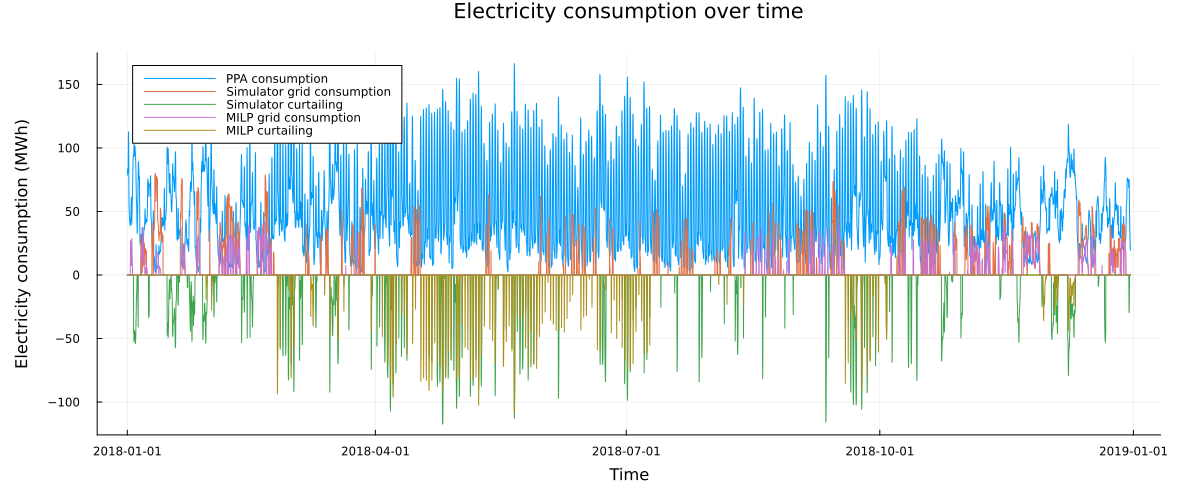 Electricity consumption over time
Electricity consumption (MWh)
150
100
50
0
−50
−100
PPA consumption
Simulator grid consumption
Simulator curtailing
MILP grid consumption
MILP curtailing
2018-01-01
2018-04-01
2018-07-01
2018-10-01
2019-01-01
Time